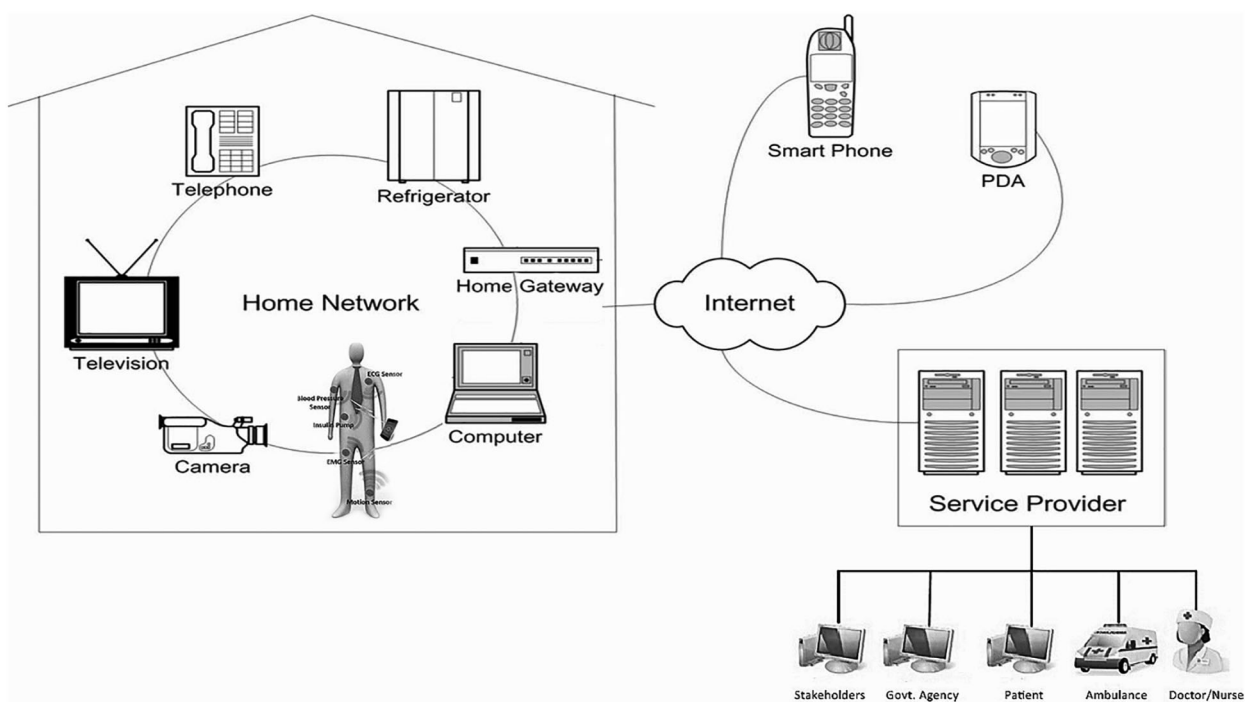 Smart Phone
PDA
Telephone
Refrigerator
Home Gateway
Home Network
Internet
Television
ECG Sensor
Blood Pressure
Sensor
Insulin Pump
Computer
EMG Sensor
Camera
Motion Sensor
Service Provider
Stakeholders
Govt. Agency
Patient
Ambulance
Doctor/Nurse